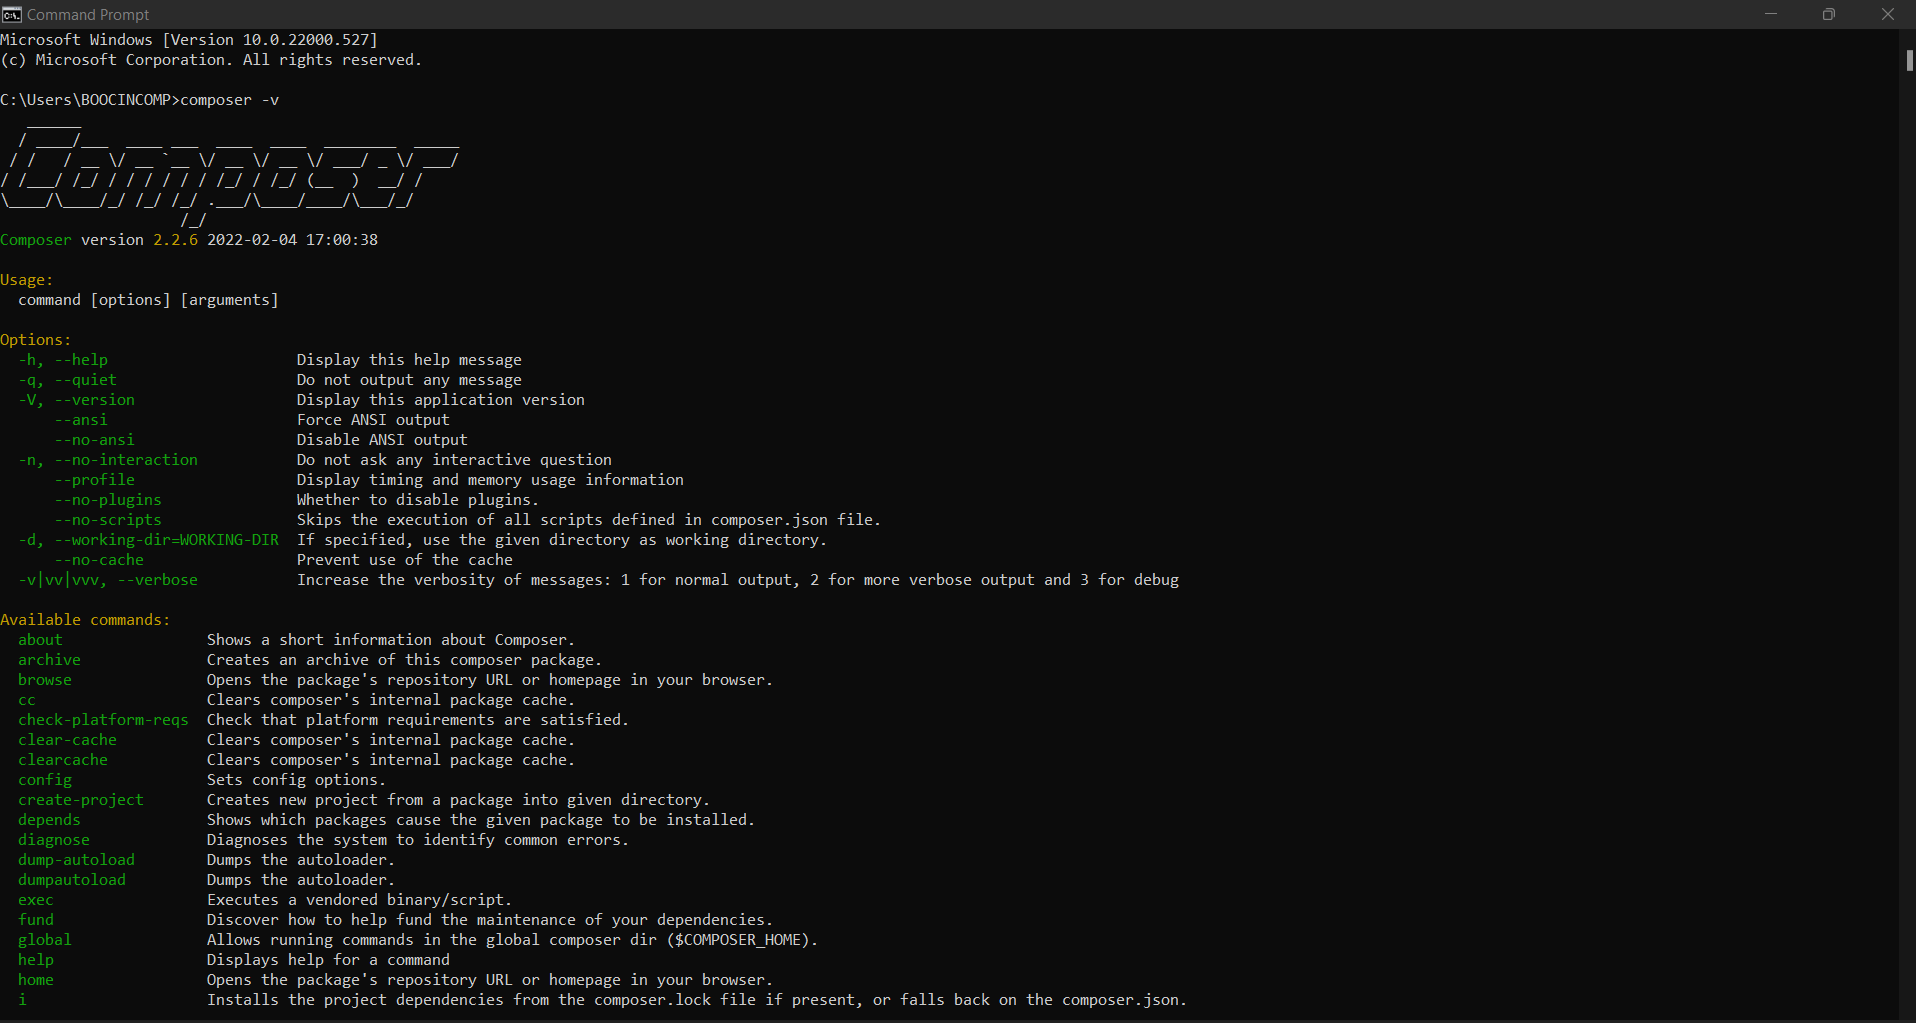 Command Prompt
Microsoft Windows [Version 10.0.22000.527]
(c) Microsoft Corporation. All rights reserved.
C:\Users\BOOCINCOMP>composer -v
Composer
Composer version 2.2.6 2022-02-04 17:00:38
Usage:
command [options] [arguments]
Options:
-h, --help Display this help message
-q, --quiet Do not output any message
-V, --version Display this application version
--ansi Force ANSI output
--no-ansi Disable ANSI output
-n, --no-interaction Do not ask any interactive question
--profile Display timing and memory usage information
--no-plugins Whether to disable plugins.
--no-scripts Skips the execution of all scripts defined in composer.json file.
-d, --working-dir=WORKING-DIR If specified, use the given directory as working directory.
--no-cache Prevent use of the cache
-v|vv|vvv, --verbose Increase the verbosity of messages: 1 for normal output, 2 for more verbose output and 3 for debug
Available commands:
about Shows a short information about Composer.
archive Creates an archive of this composer package.
browse Opens the package's repository URL or homepage in your browser.
cc Clears composer's internal package cache.
check-platform-reqs Check that platform requirements are satisfied.
clear-cache Clears composer's internal package cache.
clearcache Clears composer's internal package cache.
config Sets config options.
create-project Creates new project from a package into given directory.
depends Shows which packages cause the given package to be installed.
diagnose Diagnoses the system to identify common errors.
dump-autoload Dumps the autoloader.
dumpautoload Dumps the autoloader.
exec Executes a vendored binary/script.
fund Discover how to help fund the maintenance of your dependencies.
global Allows running commands in the global composer dir ($COMPOSER_HOME).
help Displays help for a command
home Opens the package's repository URL or homepage in your browser.
i Installs the project dependencies from the composer.lock file if present, or falls back on the composer.json.